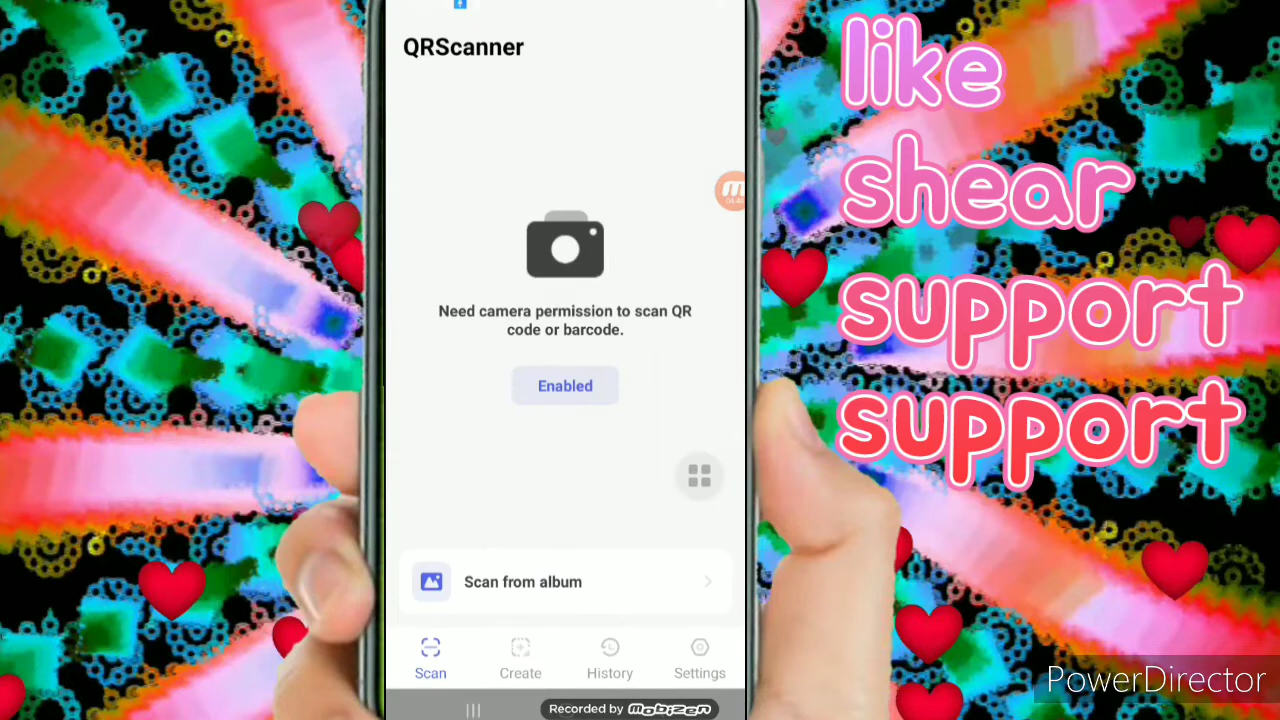 QRScanner
Need camera permission to scan QR
code or barcode.
Enabled
Scan from album
Scan
Create
History
Settings
Recorded by mobizen
like
shear
support
support
PowerDirector